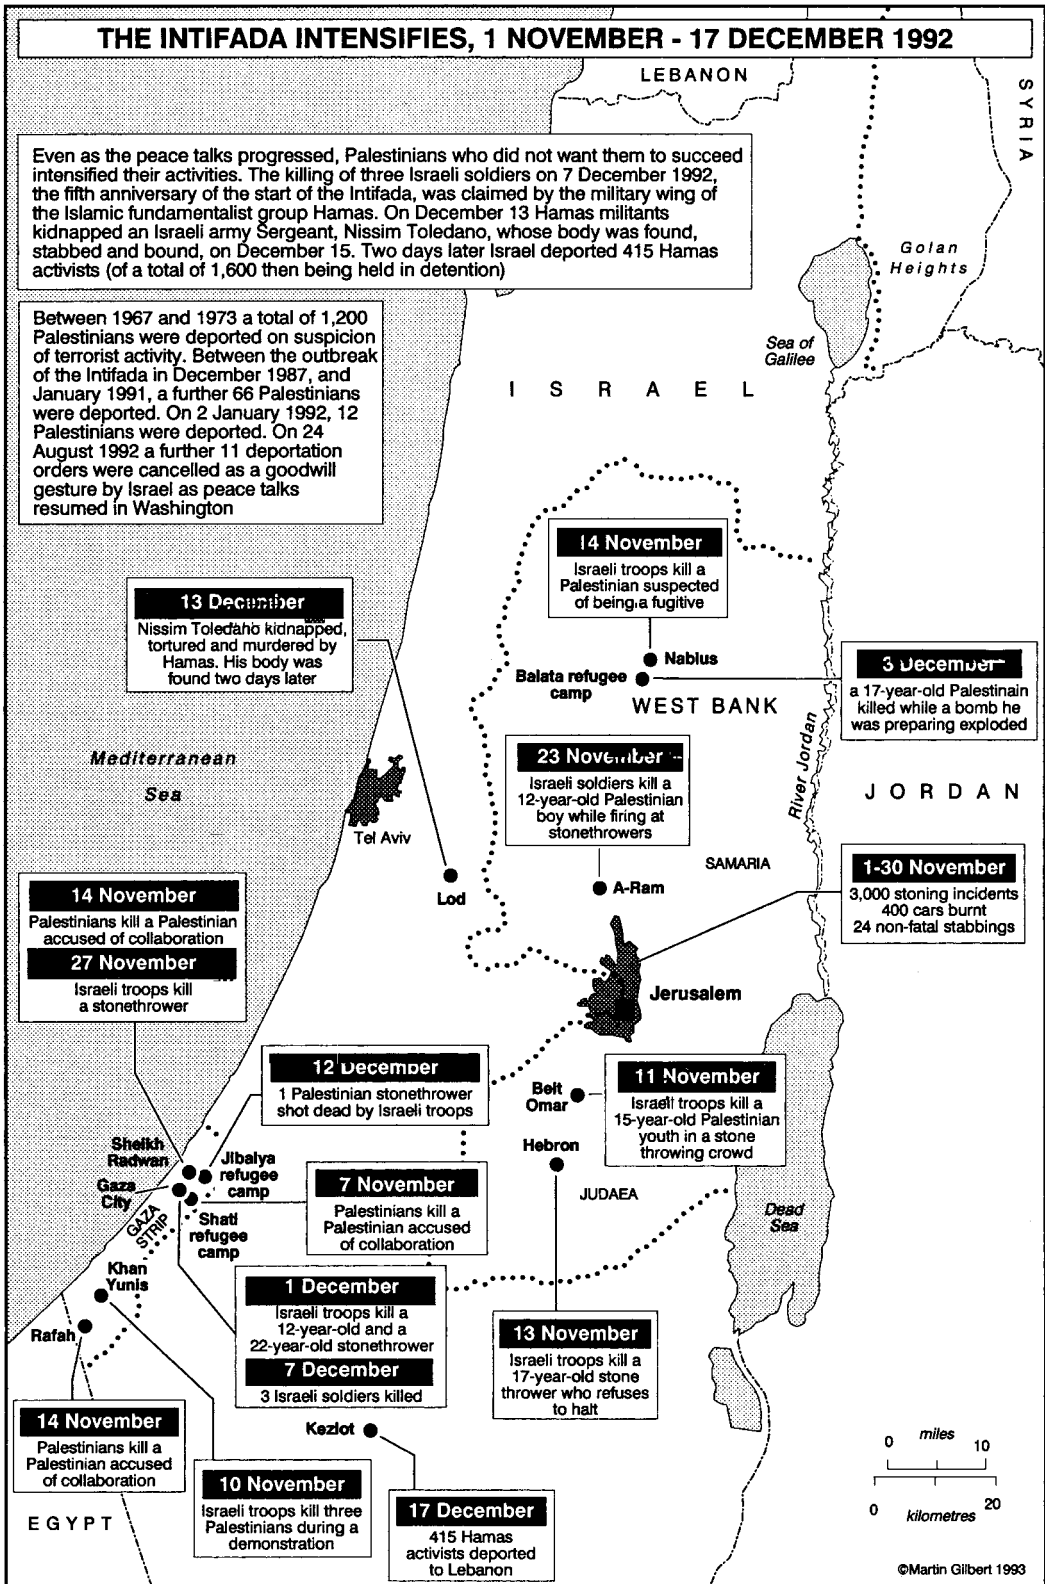 THE INTIFADA INTENSIFIES, 1 NOVEMBER - 17 DECEMBER 1992
LEBANON
SYRIA
Even as the peace talks progressed, Palestinians who did not want them to succeed
intensified their activities. The killing of three Israeli soldiers on 7 December 1992,
the fifth anniversary of the start of the Intifada, was claimed by the military wing of
the Islamic fundamentalist group Hamas. On December 13 Hamas militants
kidnapped an Israeli army Sergeant, Nissim Toledano, whose body was found,
stabbed and bound, on December 15. Two days later Israel deported 415 Hamas
activists (of a total of 1,600 then being held in detention)
Golan
Heights
Between 1967 and 1973 a total of 1,200
Palestinians were deported on suspicion
of terrorist activity. Between the outbreak
of the Intifada in December 1987, and
January 1991, a further 66 Palestinians
were deported. On 2 January 1992, 12
Palestinians were deported. On 24
August 1992 a further 11 deportation
orders were cancelled as a goodwill
gesture by Israel as peace talks
resumed in Washington
Sea of
Galilee
ISRAEL
14 November
Israeli troops kill a
Palestinian suspected
of being a fugitive
13 December
Nissim Toledano kidnapped,
tortured and murdered by
Hamas. His body was
found two days later
Nablus
Balata refugee
camp
WEST BANK
3 December
a 17-year-old Palestinain
killed while a bomb he
was preparing exploded
Mediterranean
Sea
23 November
Israeli soldiers kill a
12-year-old Palestinian
boy while firing at
stonethrowers
River Jordan
JORDAN
Tel Aviv
SAMARIA
1-30 November
3,000 stoning incidents
400 cars burnt
24 non-fatal stabbings
A-Ram
Lod
14 November
Palestinians kill a Palestinian
accused of collaboration
27 November
Israeli troops kill
a stonethrower
Jerusalem
12 December
1 Palestinian stonethrower
shot dead by Israeli troops
Beit
Omar
11 November
Israeli troops kill a
15-year-old Palestinian
youth in a stone
throwing crowd
Sheikh
Radwan
Jibalya
refugee
camp
Hebron
Gaza
City
7 November
Palestinians kill a
Palestinian accused
of collaboration
JUDAEA
Dead
Sea
GAZA
STRIP
Shati
refugee
camp
Khan
Yunis
1 December
Israeli troops kill a
12-year-old and a
22-year-old stonethrower
7 December
3 Israeli soldiers killed
Rafah
13 November
Israeli troops kill a
17-year-old stone
thrower who refuses
to halt
14 November
Palestinians kill a
Palestinian accused
of collaboration
Keziot
10 November
Israeli troops kill three
Palestinians during a
demonstration
17 December
415 Hamas
activists deported
to Lebanon
EGYPT
0 miles 10
0 kilometres 20
©Martin Gilbert 1993